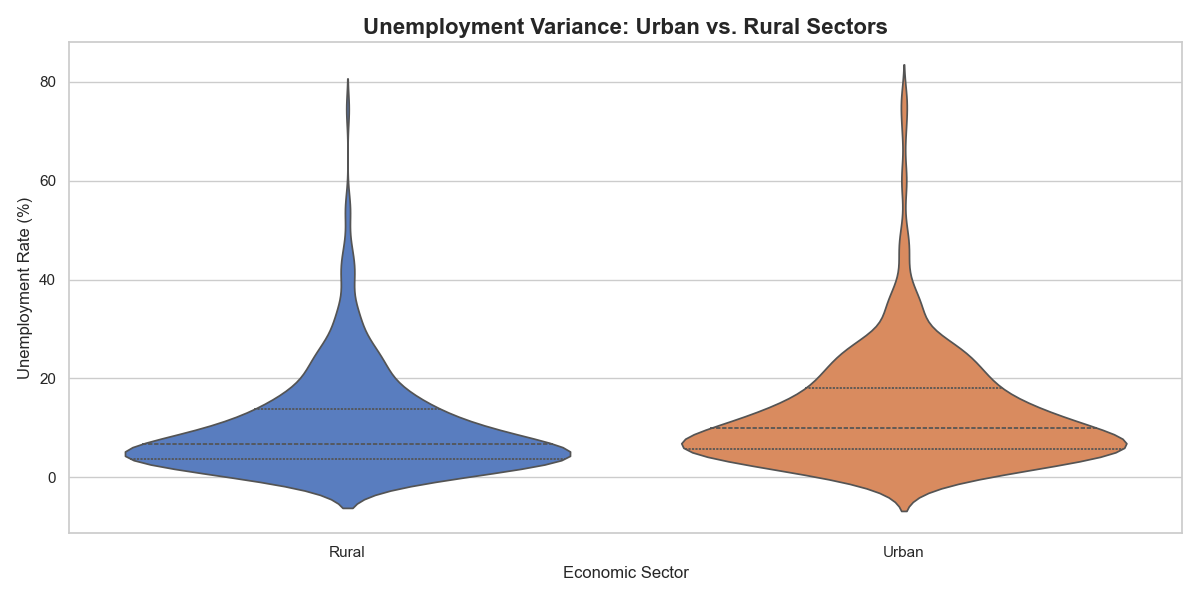 Unemployment Variance: Urban vs. Rural Sectors
80
60
40
20
0
Unemployment Rate (%)
Rural
Urban
Economic Sector